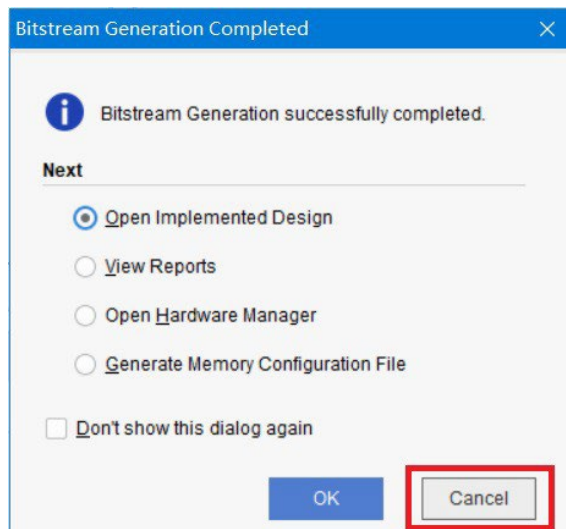 Bitstream Generation Completed
Bitstream Generation successfully completed.
Next
Open Implemented Design
View Reports
Open Hardware Manager
Generate Memory Configuration File
Don't show this dialog again
OK
Cancel